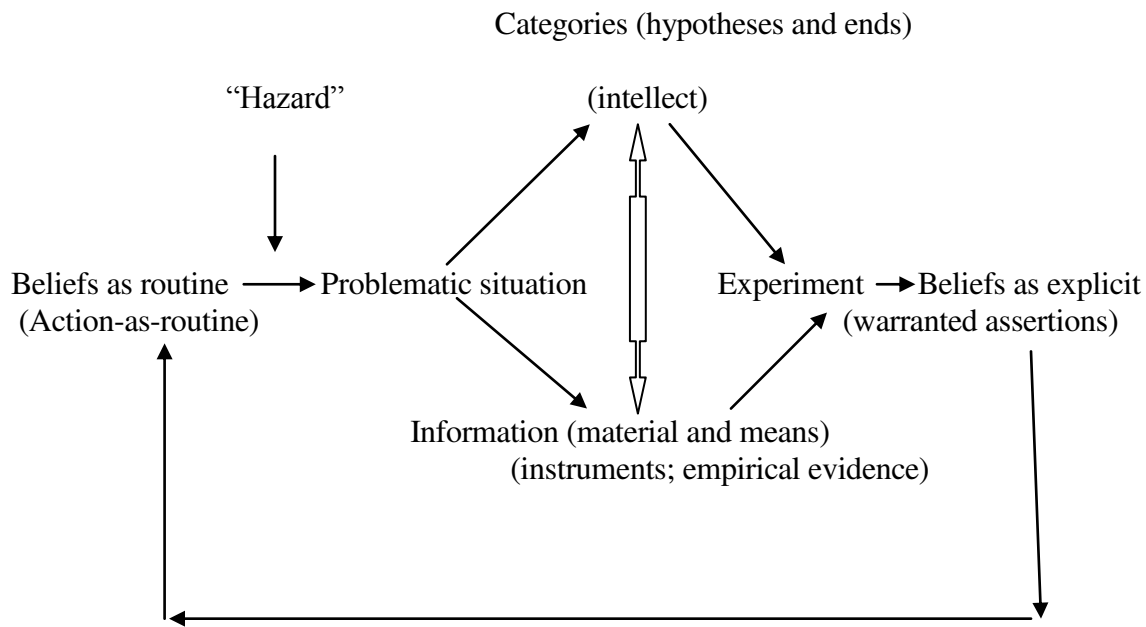 Categories (hypotheses and ends)
“Hazard”
(intellect)
Beliefs as routine
(Action-as-routine)
Problematic situation
Experiment
Beliefs as explicit
(warranted assertions)
Information (material and means)
(instruments; empirical evidence)